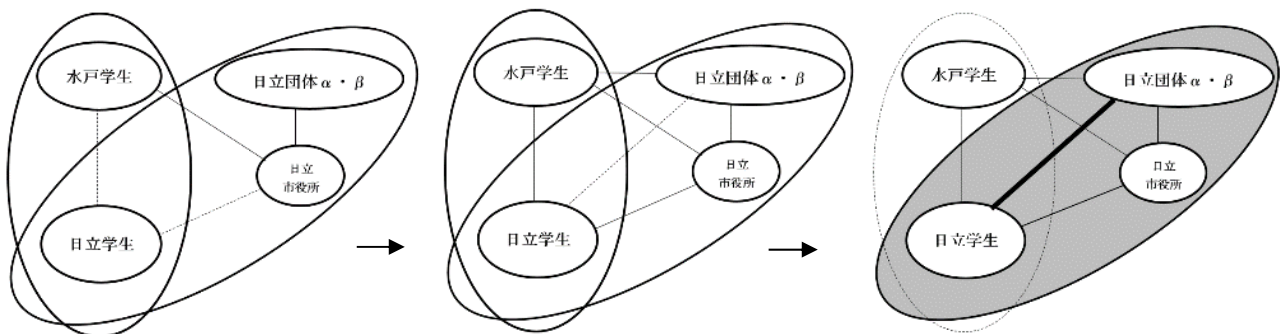 水戸学生
日立団体α・β
日立
市役所
日立学生
水戸学生
日立団体α・β
日立
市役所
日立学生
水戸学生
日立団体α・β
日立
市役所
日立学生